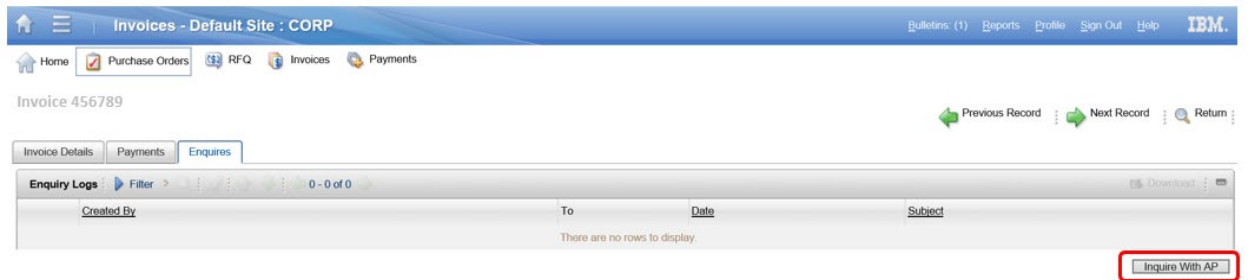 Invoices - Default Site : CORP Bulletins: (1) Reports Profile Sign Out Help IBM.
Home Purchase Orders RFQ Invoices Payments
Invoice 456789
Previous Record Next Record Return
Invoice Details Payments Enquires
Enquiry Logs Filter > 0 - 0 of 0 Download
Created By To Date Subject
There are no rows to display.
Inquire With AP